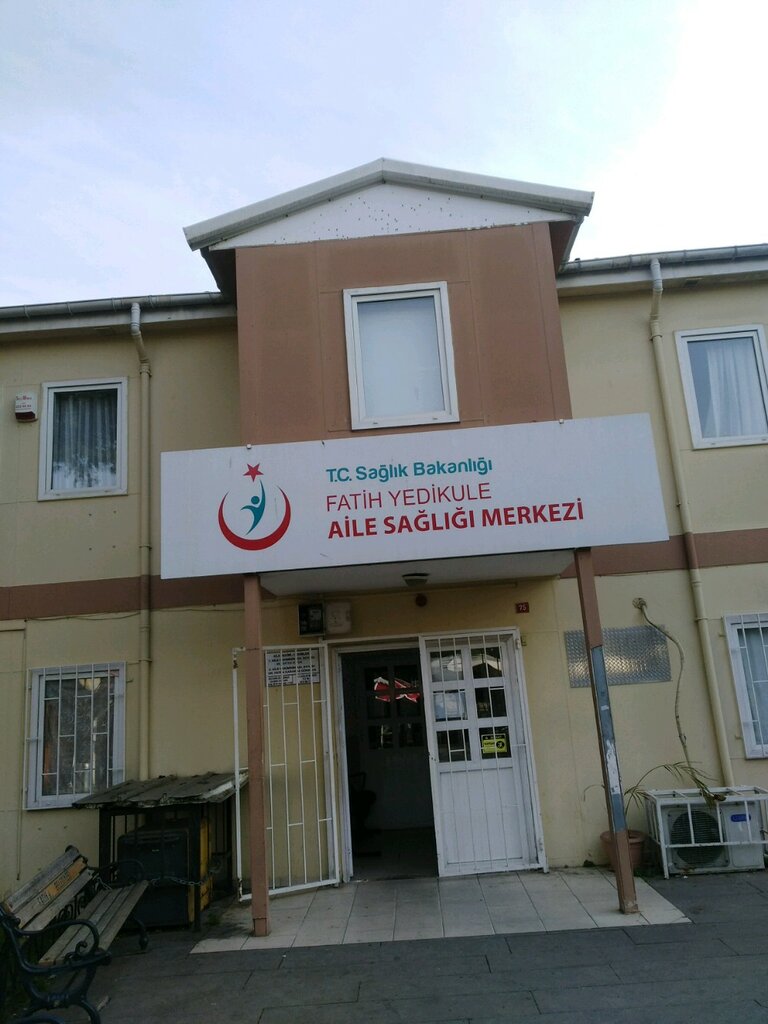 T.C. Sağlık Bakanlığı
FATİH YEDİKULE
AİLE SAĞLIĞI MERKEZİ
75